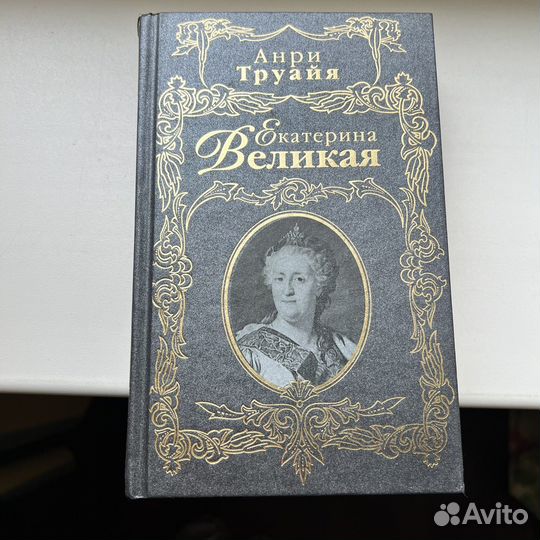 Анри
Труайя
Екатерина
Великая
Avito